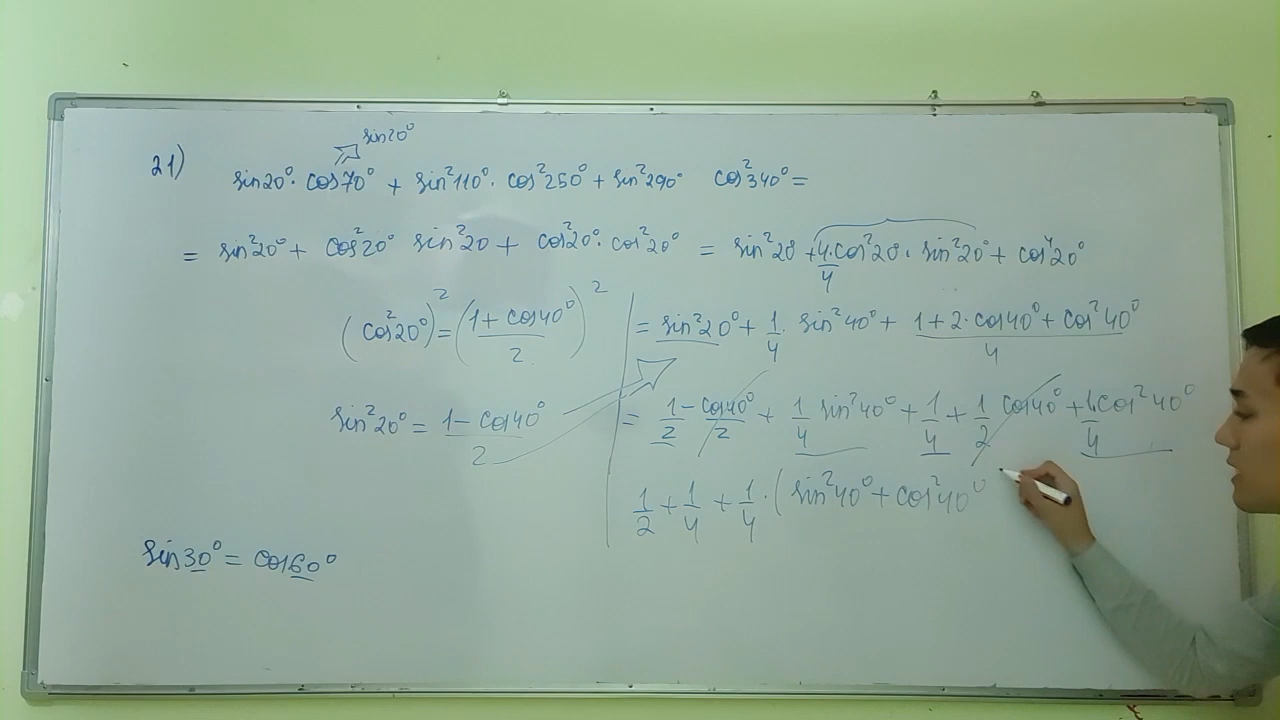 sin20°
21) sin20°· cos70° + sin²110°· cos²250° + sin²290° cos²340° =
= sin²20° + cos²20° sin²20 + cos²20°· cos²20° = sin²20 + 4·cos²20·sin²20°/4 + cos⁴20°
(cos²20°)² = ((1 + cos40°)/2)²
= sin²20° + 1/4 · sin²40° + (1 + 2·cos40° + cos²40°)/4
sin²20° = (1 - cos40°)/2
= 1/2 - cos40°/2 + 1/4 sin²40° + 1/4 + 1/2 cos40° + 1/4 cos²40°
1/2 + 1/4 + 1/4 · (sin²40° + cos²40°
sin30° = cos60°